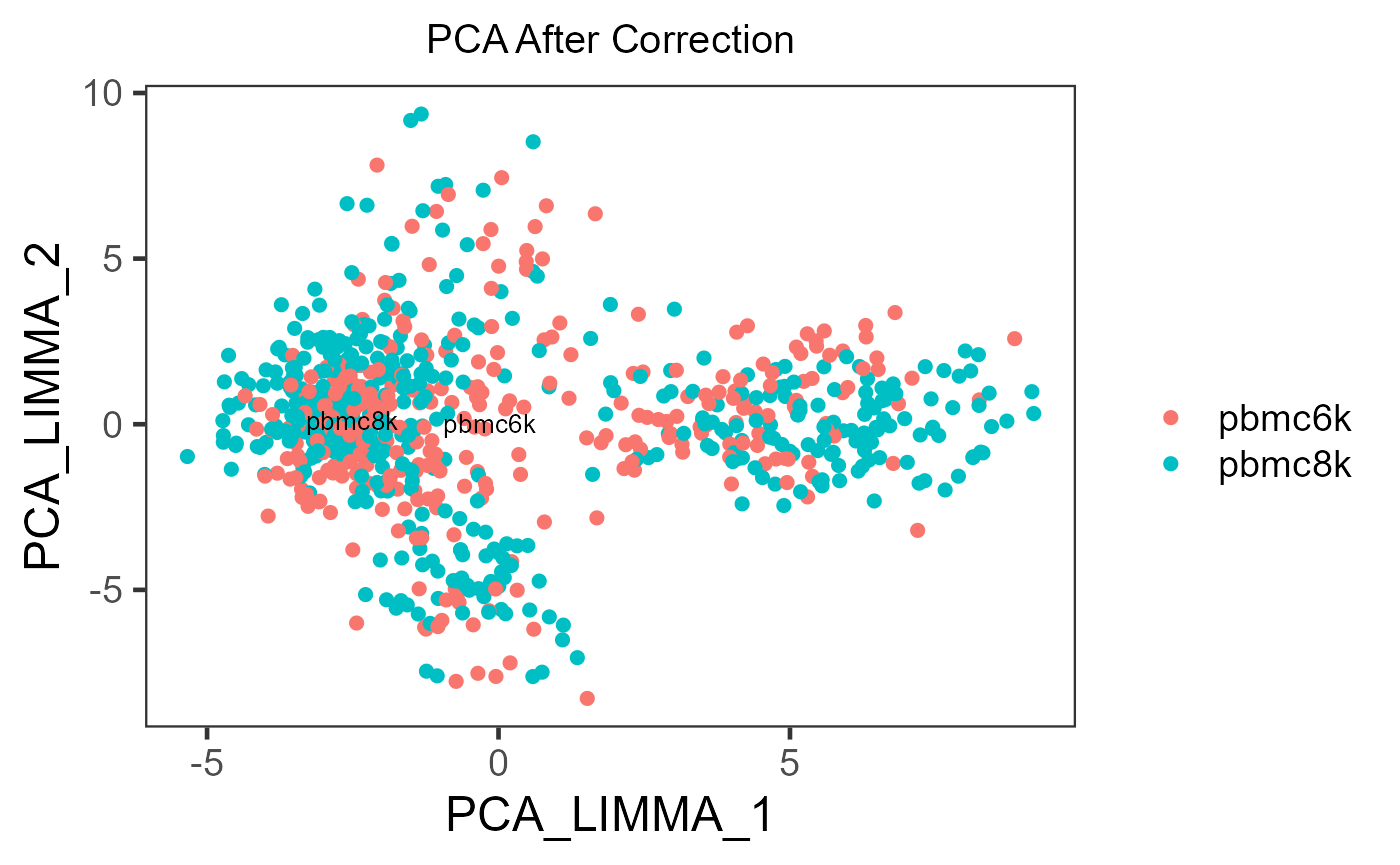 PCA After Correction
PCA_LIMMA_2
10
5
0
-5
pbmc8k
pbmc6k
-5
0
5
PCA_LIMMA_1
pbmc6k
pbmc8k